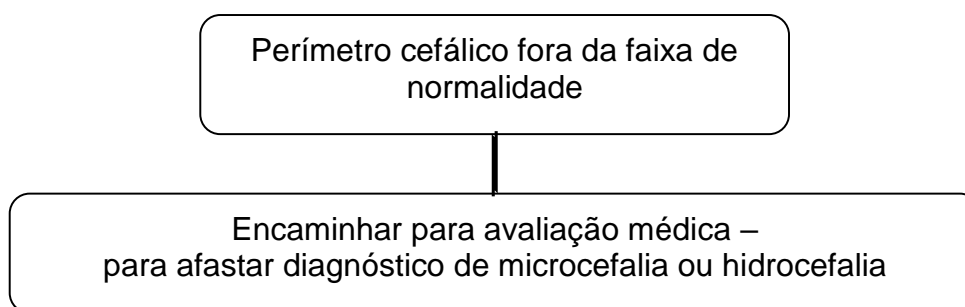 Perímetro cefálico fora da faixa de
normalidade
Encaminhar para avaliação médica –
para afastar diagnóstico de microcefalia ou hidrocefalia